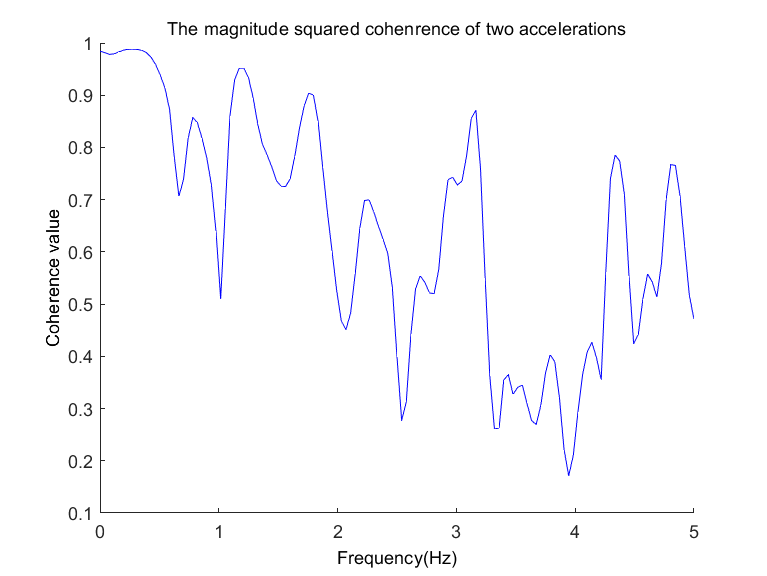 The magnitude squared cohenrence of two accelerations
1
0.9
0.8
0.7
0.6
0.5
0.4
0.3
0.2
0.1
Coherence value
0 1 2 3 4 5
Frequency(Hz)